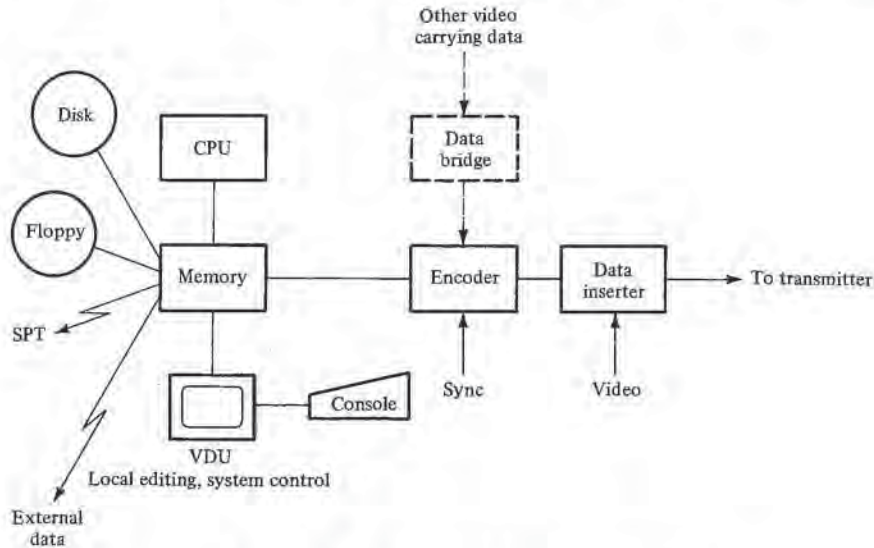 Other video
carrying data
Disk
CPU
Data
bridge
Floppy
Memory
Encoder
Data
inserter
To transmitter
SPT
Sync
Video
Console
VDU
Local editing, system control
External
data